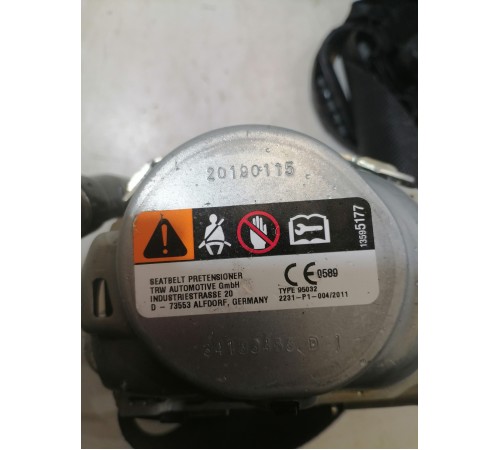 20190115
13595177
SEATBELT PRETENSIONER
TRW AUTOMOTIVE GmbH
INDUSTRIESTRASSE 20
D - 73553 ALFDORF, GERMANY
CE 0589
TYPE 95032
2231-P1-004/2011